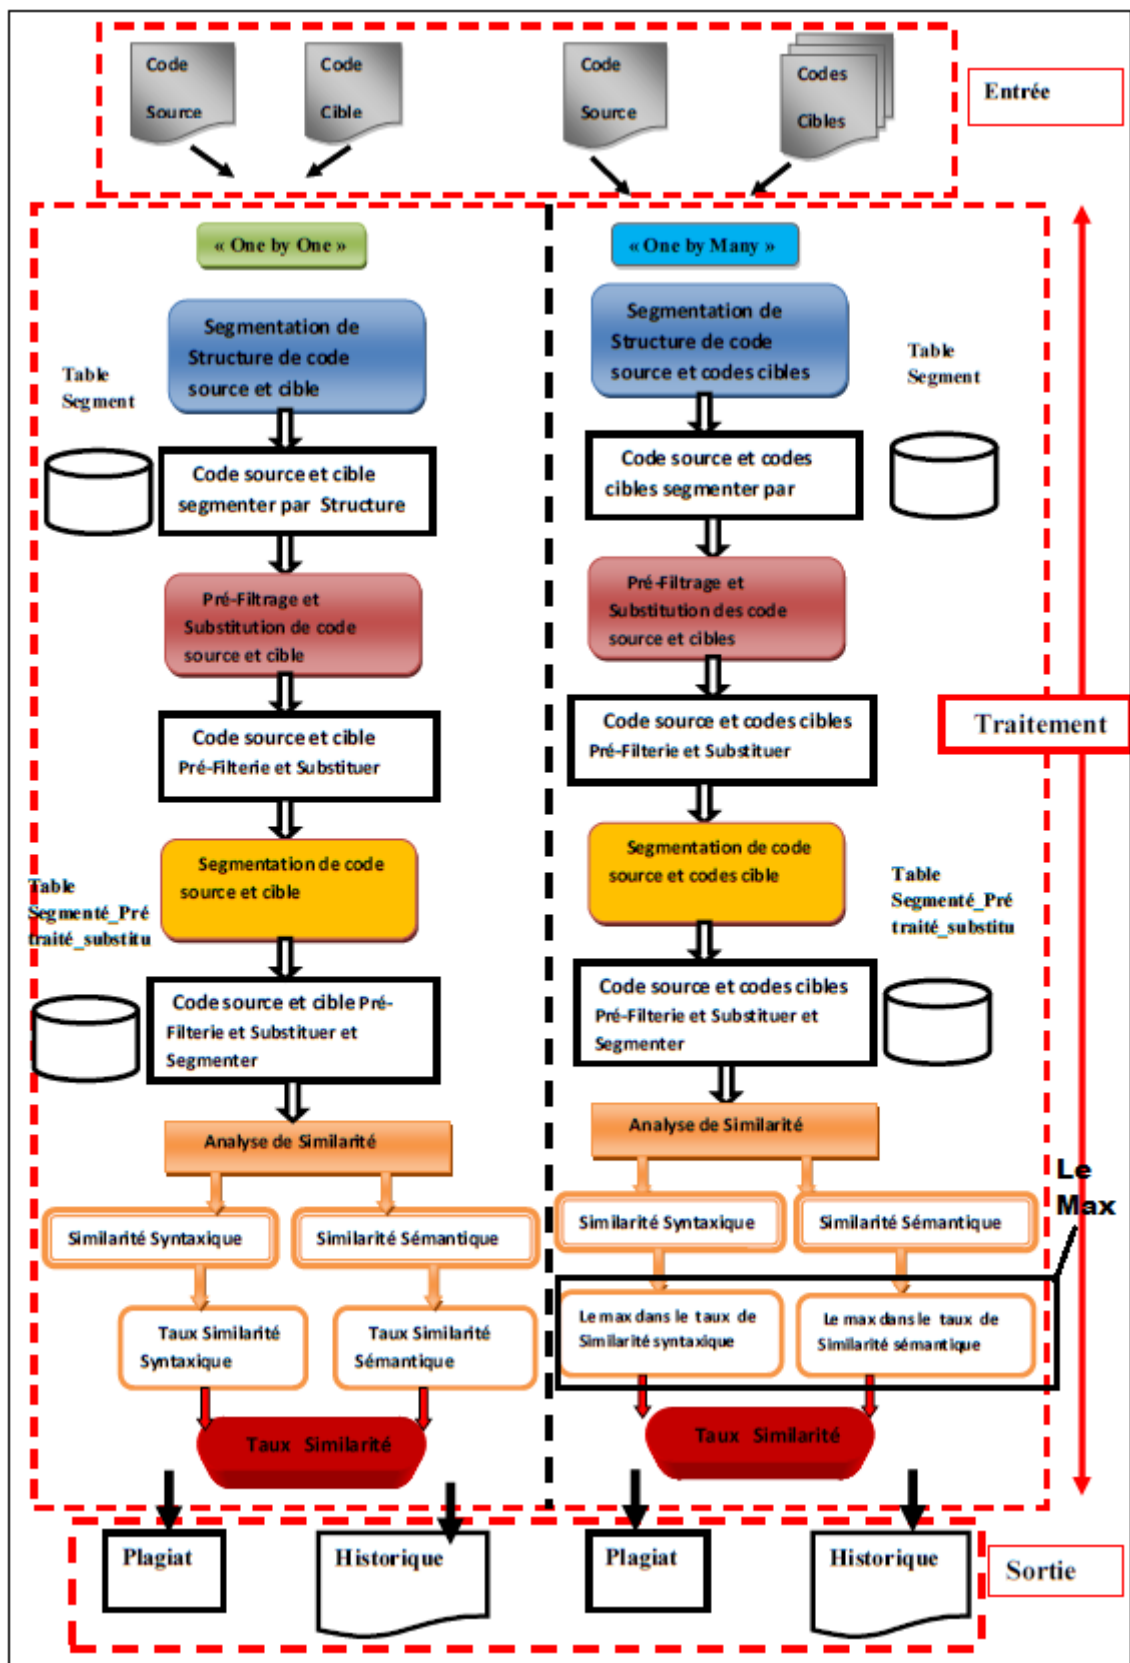 Code
Source
Code
Cible
Code
Source
Codes
Cibles
Entrée
« One by One »
Segmentation de
Structure de code
source et cible
Table
Segment
Code source et cible
segmenter par Structure
Pré-Filtrage et
Substitution de code
source et cible
Code source et cible
Pré-Filterie et Substituer
Segmentation de code
source et cible
Table
Segmenté_Pré
traité_substitu
Code source et cible Pré-
Filterie et Substituer et
Segmenter
Analyse de Similarité
Similarité Syntaxique
Similarité Sémantique
Taux Similarité
Syntaxique
Taux Similarité
Sémantique
Taux Similarité
« One by Many »
Segmentation de
Structure de code
source et codes cibles
Table
Segment
Code source et codes
cibles segmenter par
Pré-Filtrage et
Substitution des code
source et cibles
Code source et codes cibles
Pré-Filterie et Substituer
Segmentation de code
source et codes cible
Table
Segmenté_Pré
traité_substitu
Code source et codes cibles
Pré-Filterie et Substituer et
Segmenter
Analyse de Similarité
Similarité Syntaxique
Similarité Sémantique
Le
Max
Le max dans le taux de
Similarité syntaxique
Le max dans le taux de
Similarité sémantique
Taux Similarité
Traitement
Plagiat
Historique
Plagiat
Historique
Sortie